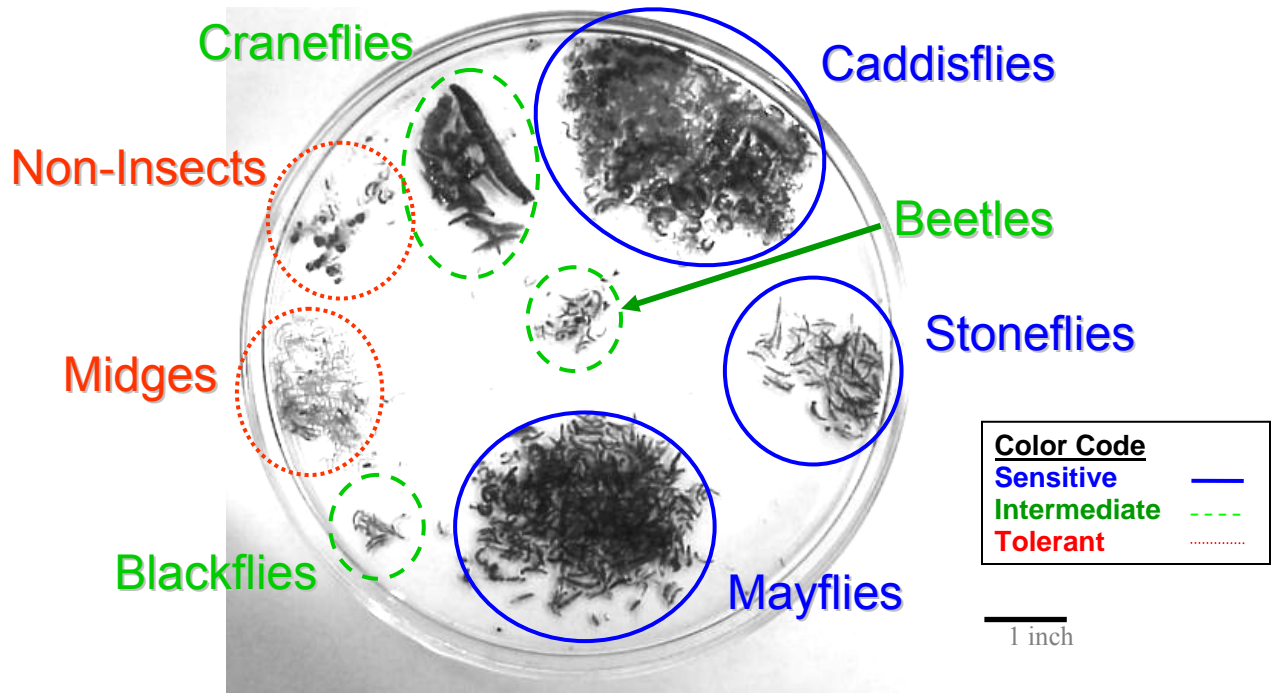 Craneflies
Caddisflies
Non-Insects
Beetles
Stoneflies
Midges
Color Code
Sensitive
Intermediate
Tolerant
Blackflies
Mayflies
1 inch